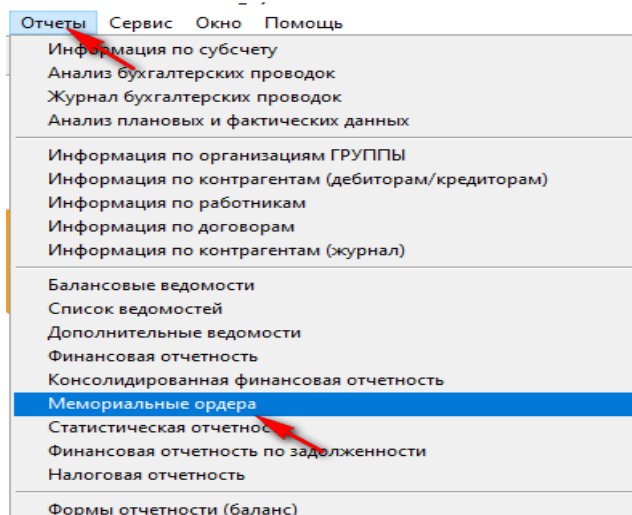 Отчеты Сервис Окно Помощь
Информация по субсчету
Анализ бухгалтерских проводок
Журнал бухгалтерских проводок
Анализ плановых и фактических данных
Информация по организациям ГРУППЫ
Информация по контрагентам (дебиторам/кредиторам)
Информация по работникам
Информация по договорам
Информация по контрагентам (журнал)
Балансовые ведомости
Список ведомостей
Дополнительные ведомости
Финансовая отчетность
Консолидированная финансовая отчетность
Мемориальные ордера
Статистическая отчетность
Финансовая отчетность по задолженности
Налоговая отчетность
Формы отчетности (баланс)